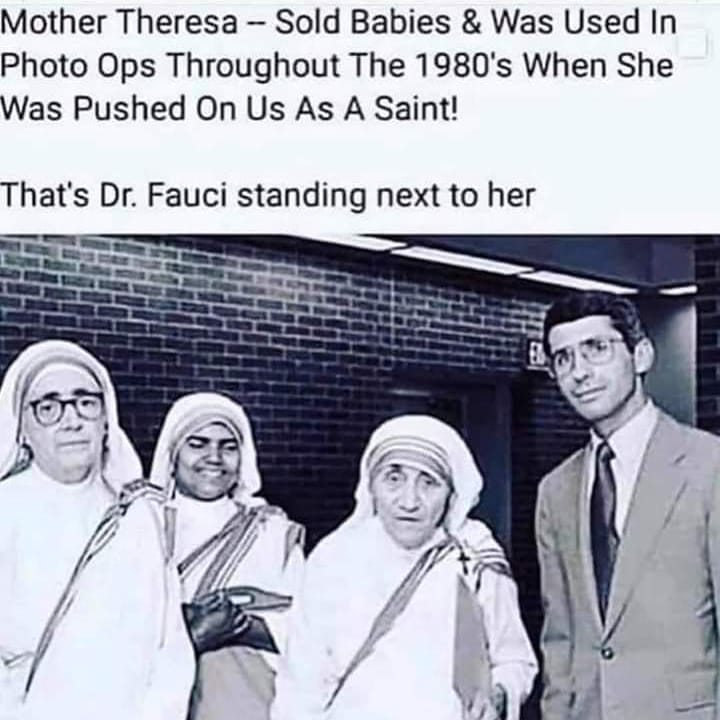 Mother Theresa – Sold Babies & Was Used In
Photo Ops Throughout The 1980's When She
Was Pushed On Us As A Saint!
That's Dr. Fauci standing next to her